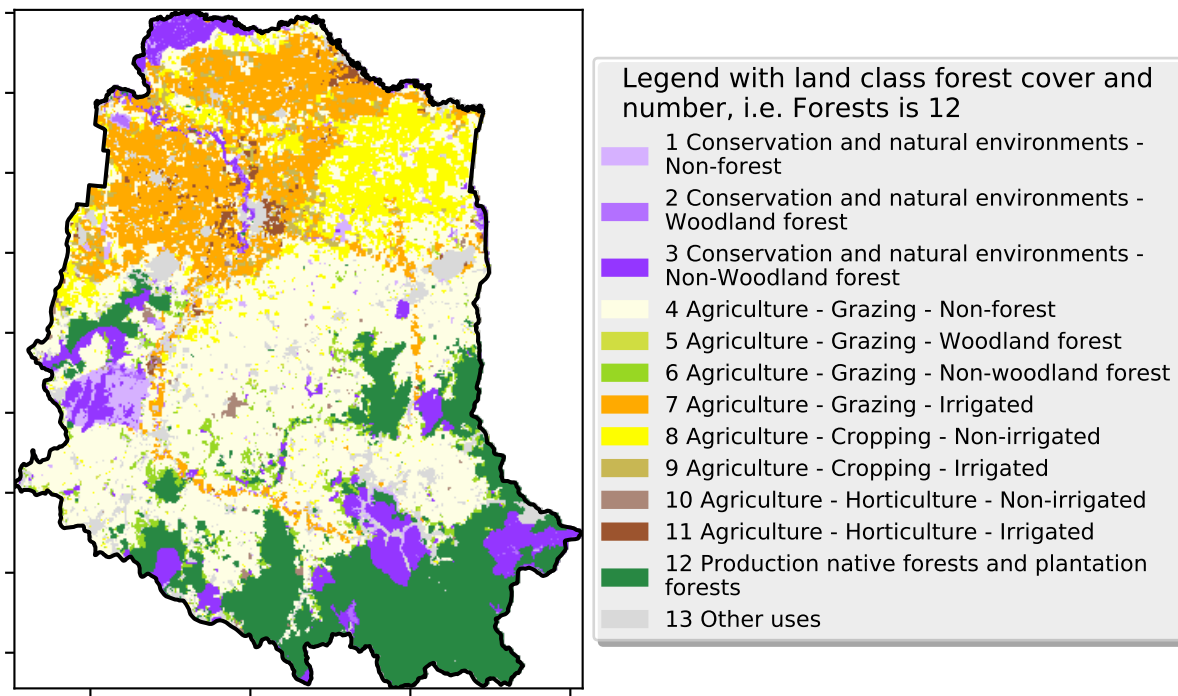 Legend with land class forest cover and
number, i.e. Forests is 12
1 Conservation and natural environments -
Non-forest
2 Conservation and natural environments -
Woodland forest
3 Conservation and natural environments -
Non-Woodland forest
4 Agriculture - Grazing - Non-forest
5 Agriculture - Grazing - Woodland forest
6 Agriculture - Grazing - Non-woodland forest
7 Agriculture - Grazing - Irrigated
8 Agriculture - Cropping - Non-irrigated
9 Agriculture - Cropping - Irrigated
10 Agriculture - Horticulture - Non-irrigated
11 Agriculture - Horticulture - Irrigated
12 Production native forests and plantation
forests
13 Other uses